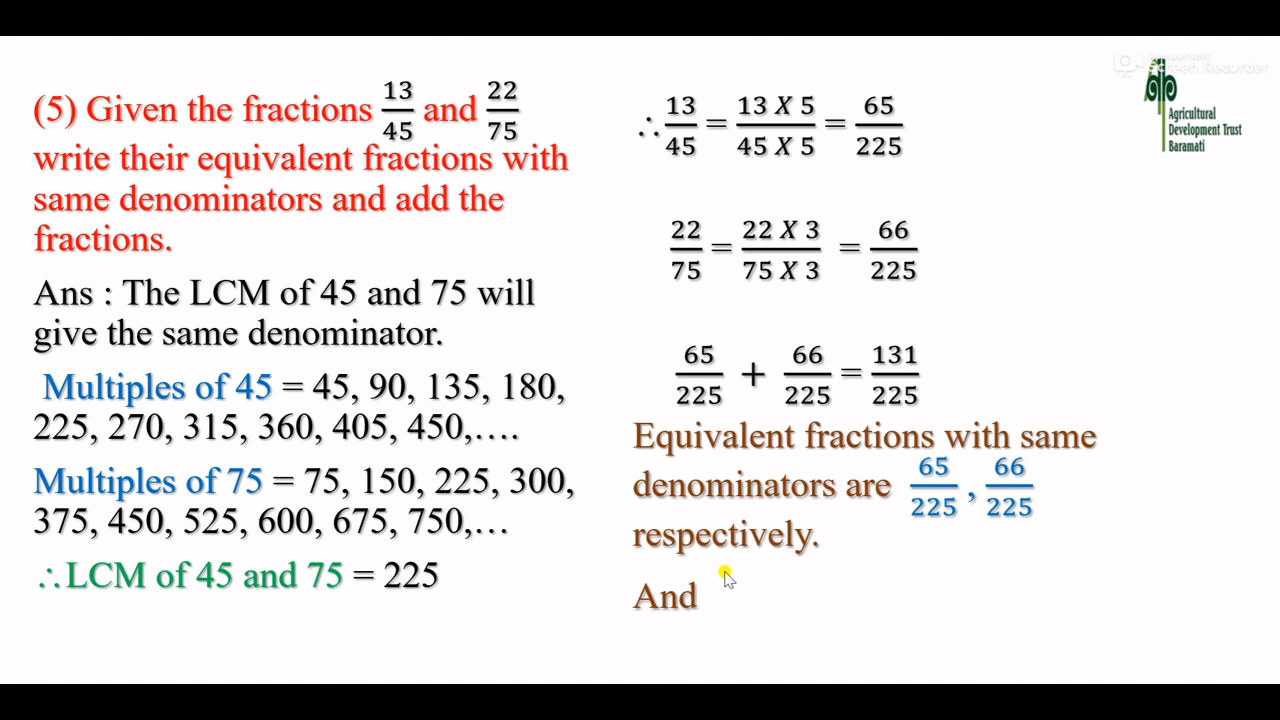 (5) Given the fractions 13/45 and 22/75
write their equivalent fractions with
same denominators and add the
fractions.
Ans : The LCM of 45 and 75 will
give the same denominator.
Multiples of 45 = 45, 90, 135, 180,
225, 270, 315, 360, 405, 450,….
Multiples of 75 = 75, 150, 225, 300,
375, 450, 525, 600, 675, 750,…
∴LCM of 45 and 75 = 225
∴ 13/45 = 13 X 5/45 X 5 = 65/225
22/75 = 22 X 3/75 X 3 = 66/225
65/225 + 66/225 = 131/225
Equivalent fractions with same
denominators are 65/225 , 66/225
respectively.
And
Screen Recorder
Agricultural
Development Trust
Baramati